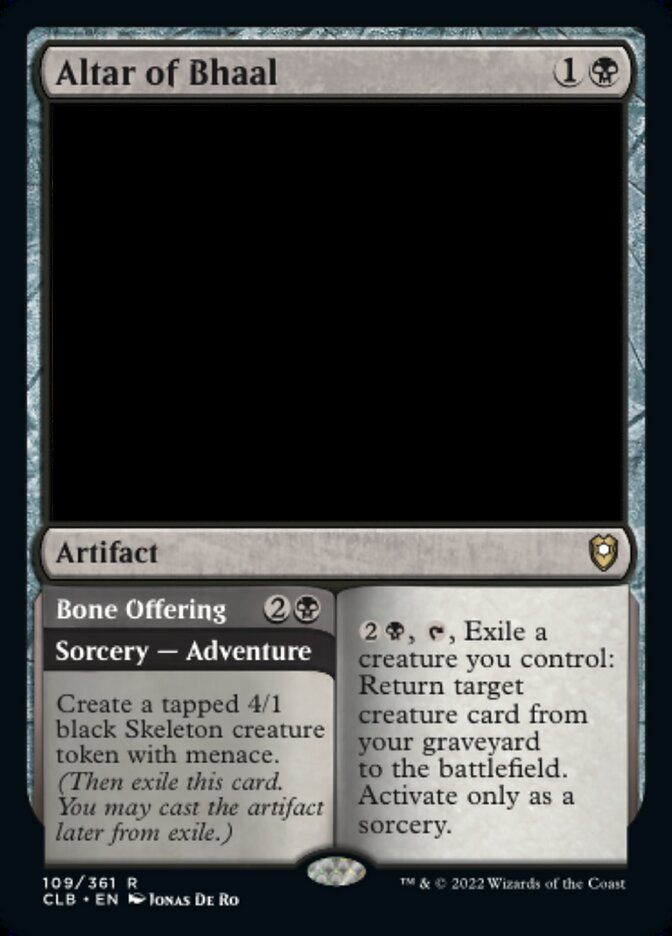 Altar of Bhaal 1
Artifact
Bone Offering 2
Sorcery — Adventure
Create a tapped 4/1
black Skeleton creature
token with menace.
(Then exile this card.
You may cast the artifact
later from exile.)
2 , , Exile a
creature you control:
Return target
creature card from
your graveyard
to the battlefield.
Activate only as a
sorcery.
109/361 R
CLB • EN Jonas De Ro
™ & © 2022 Wizards of the Coast